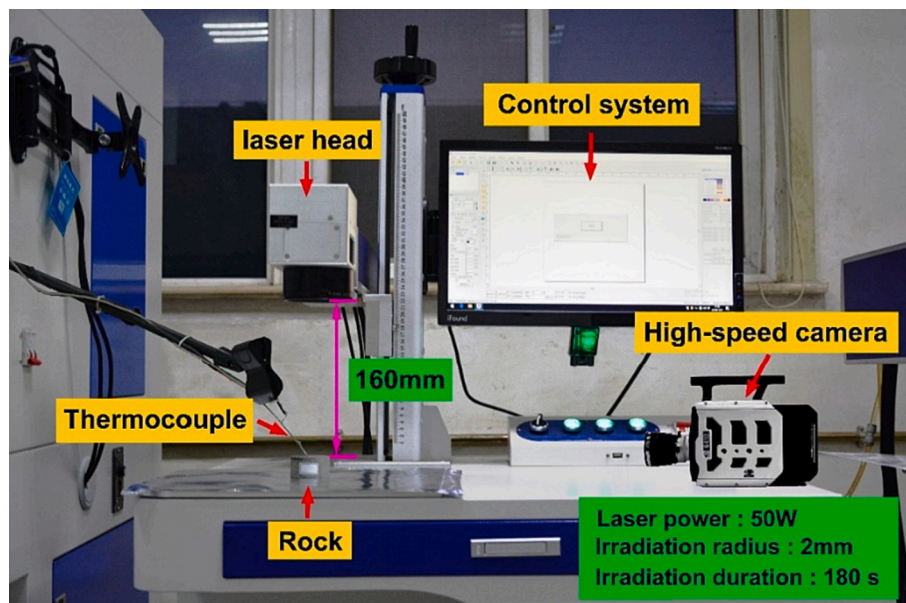 Control system
laser head
iFound
High-speed camera
160mm
Thermocouple
Rock
Laser power : 50W
Irradiation radius : 2mm
Irradiation duration : 180 s